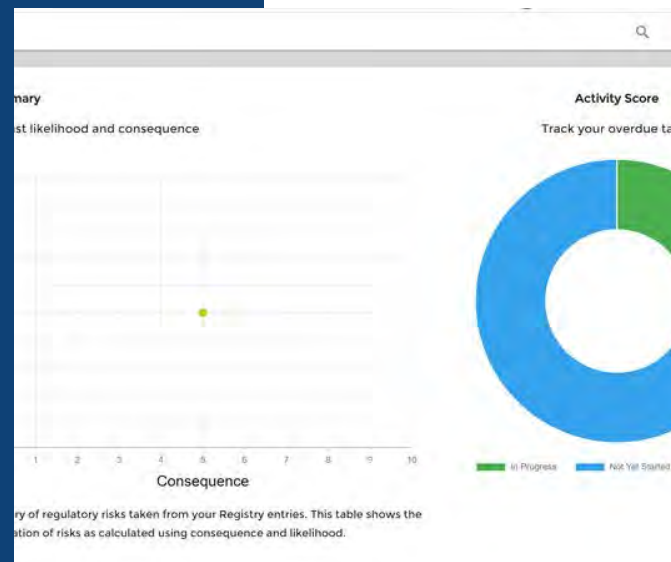 mary
Activity Score
st likelihood and consequence
Track your overdue ta
1 2 3 4 5 6 7 8 9 10
Consequence
In Progress Not Yet Started
ry of regulatory risks taken from your Registry entries. This table shows the
ation of risks as calculated using consequence and likelihood.